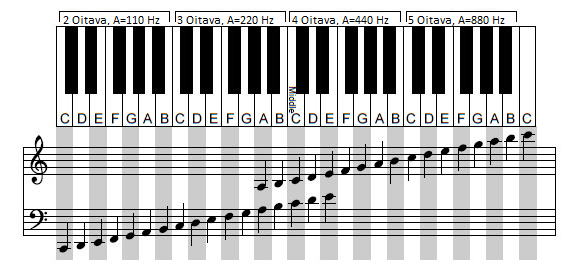 2 Oitava, A=110 Hz 3 Oitava, A=220 Hz 4 Oitava, A=440 Hz 5 Oitava, A=880 Hz
Middle
C D E F G A B C D E F G A B C D E F G A B C D E F G A B C